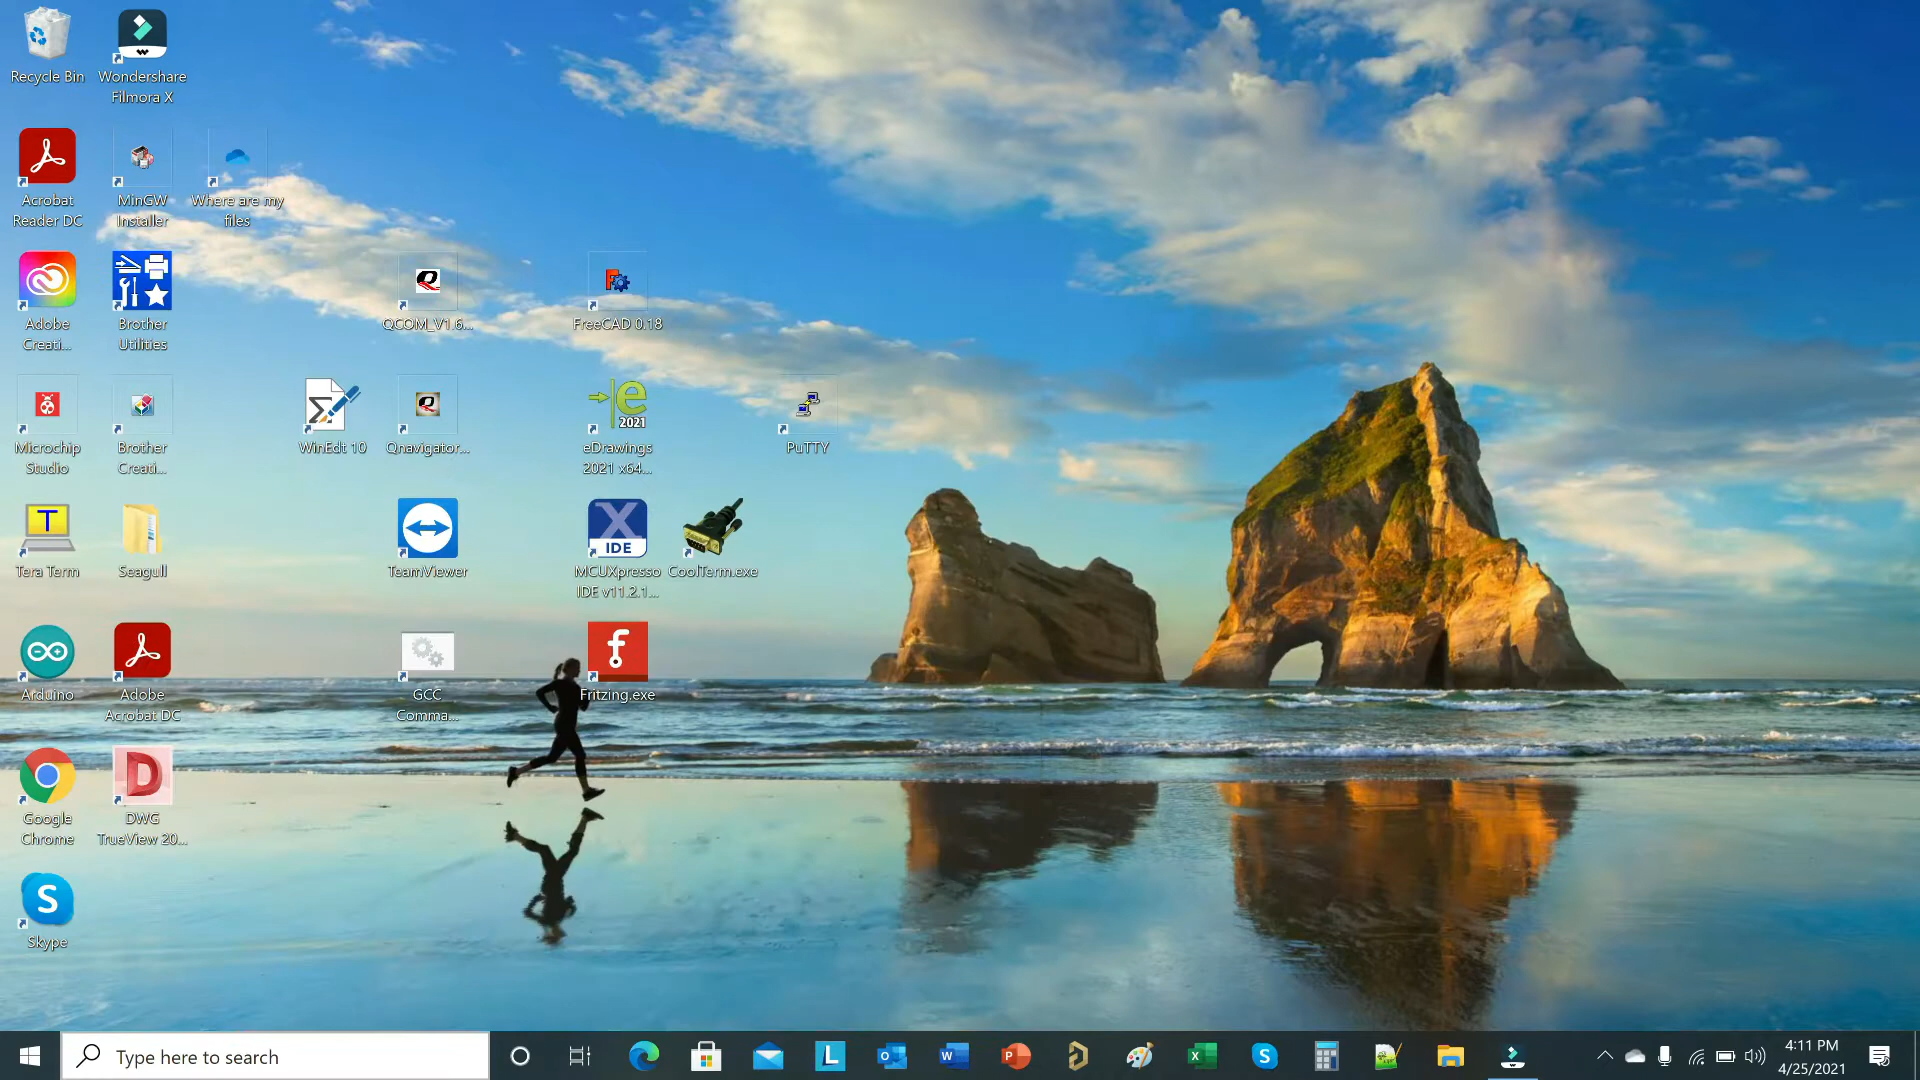 Recycle Bin
Wondershare
Filmora X
Acrobat
Reader DC
MinGW
Installer
Where are my
files
Adobe
Creati...
Brother
Utilities
QCOM_V1.6...
FreeCAD 0.18
Microchip
Studio
Brother
Creati...
WinEdt 10
Qnavigator...
e
2021
eDrawings
2021 x64...
PuTTY
T
Tera Term
Seagull
TeamViewer
X
IDE
MCUXpresso
IDE v11.2.1...
CoolTerm.exe
Arduino
Adobe
Acrobat DC
GCC
Comma...
f
Fritzing.exe
Google
Chrome
D
DWG
TrueView 20...
S
Skype
Type here to search
L
W
P
X
S
4:11 PM
4/25/2021